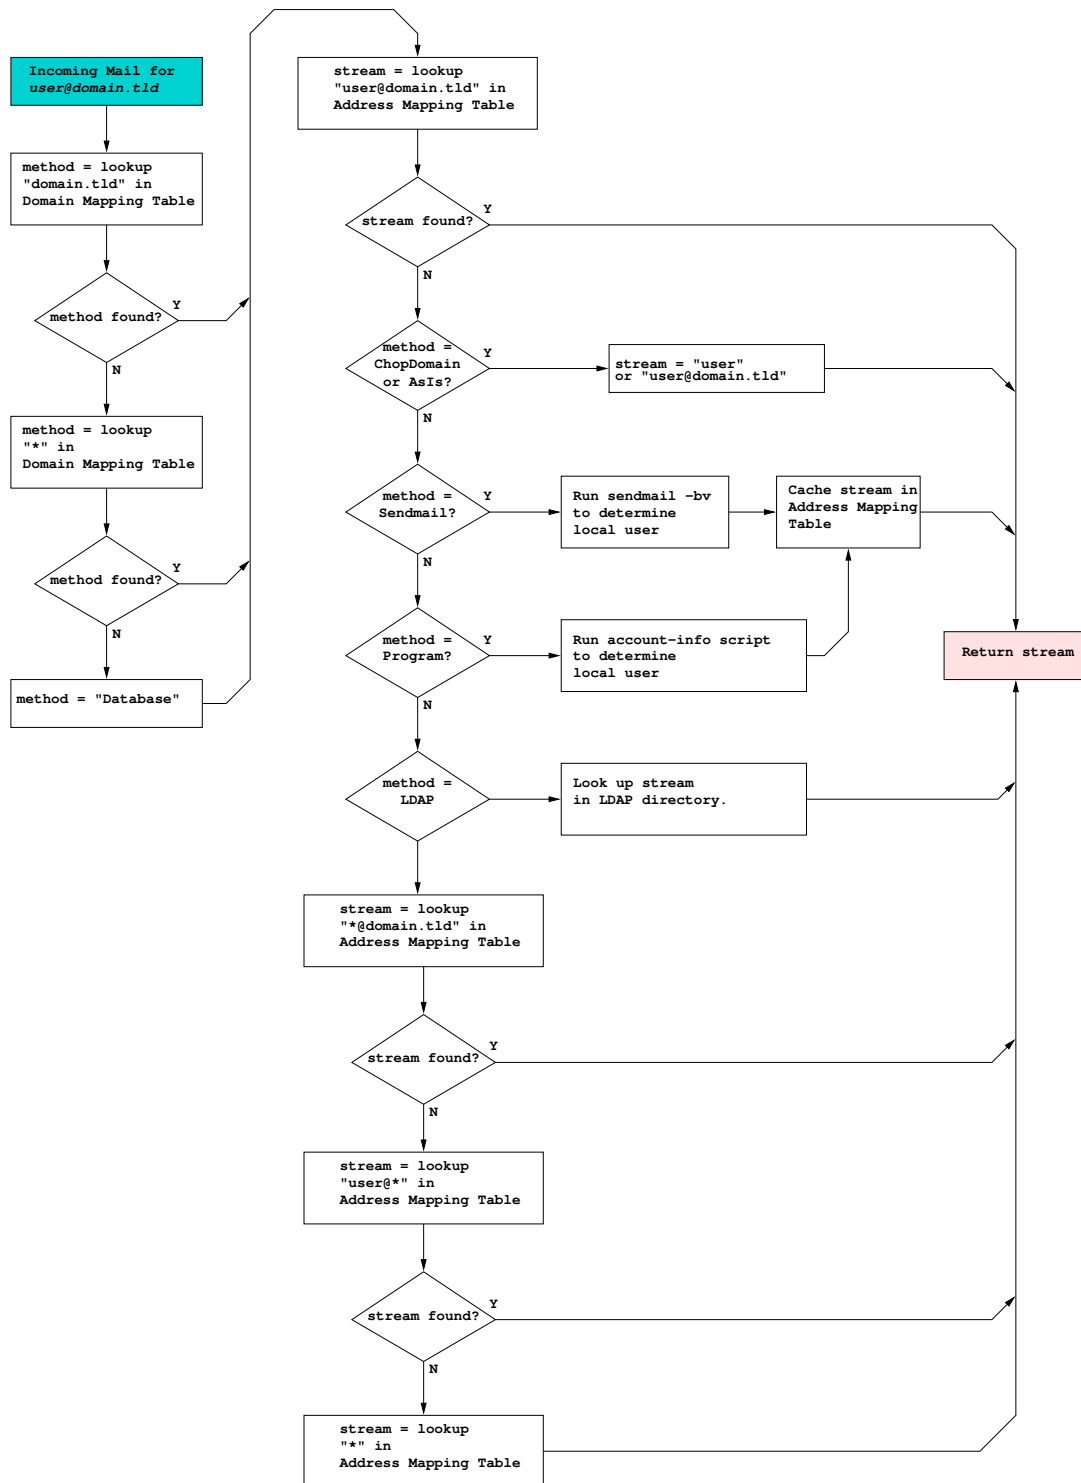 Incoming Mail for
user@domain.tld
method = lookup
"domain.tld" in
Domain Mapping Table
method found?
Y
N
method = lookup
"*" in
Domain Mapping Table
method found?
Y
N
method = "Database"
stream = lookup
"user@domain.tld" in
Address Mapping Table
stream found?
Y
N
method =
ChopDomain
or AsIs?
Y
N
stream = "user"
or "user@domain.tld"
method =
Sendmail?
Y
N
Run sendmail -bv
to determine
local user
Cache stream in
Address Mapping
Table
method =
Program?
Y
N
Run account-info script
to determine
local user
Return stream
method =
LDAP
Look up stream
in LDAP directory.
stream = lookup
"*@domain.tld" in
Address Mapping Table
stream found?
Y
N
stream = lookup
"user@*" in
Address Mapping Table
stream found?
Y
N
stream = lookup
"*" in
Address Mapping Table